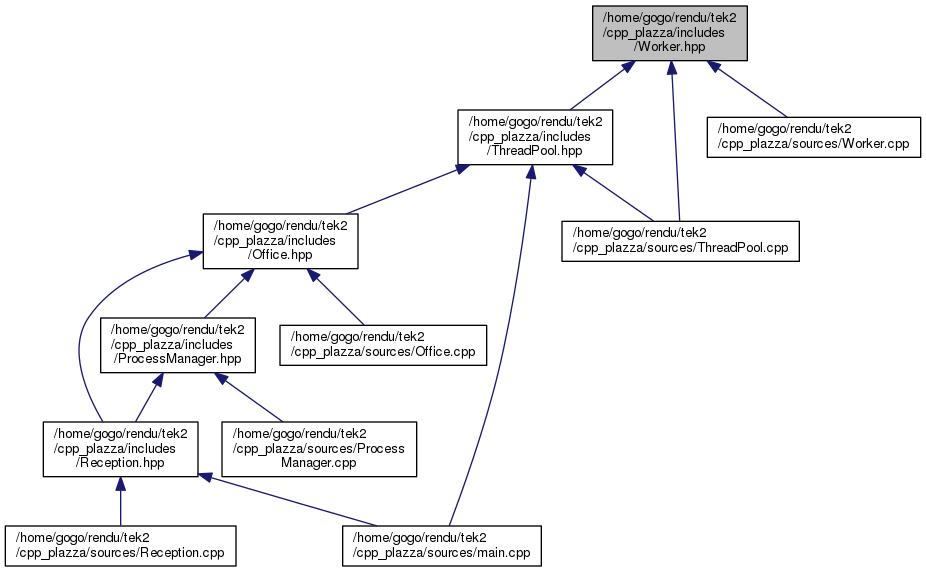 /home/gogo/rendu/tek2
/cpp_plazza/includes
/Worker.hpp
/home/gogo/rendu/tek2
/cpp_plazza/includes
/ThreadPool.hpp
/home/gogo/rendu/tek2
/cpp_plazza/sources/Worker.cpp
/home/gogo/rendu/tek2
/cpp_plazza/includes
/Office.hpp
/home/gogo/rendu/tek2
/cpp_plazza/sources/ThreadPool.cpp
/home/gogo/rendu/tek2
/cpp_plazza/includes
/ProcessManager.hpp
/home/gogo/rendu/tek2
/cpp_plazza/sources/Office.cpp
/home/gogo/rendu/tek2
/cpp_plazza/includes
/Reception.hpp
/home/gogo/rendu/tek2
/cpp_plazza/sources/Process
Manager.cpp
/home/gogo/rendu/tek2
/cpp_plazza/sources/Reception.cpp
/home/gogo/rendu/tek2
/cpp_plazza/sources/main.cpp